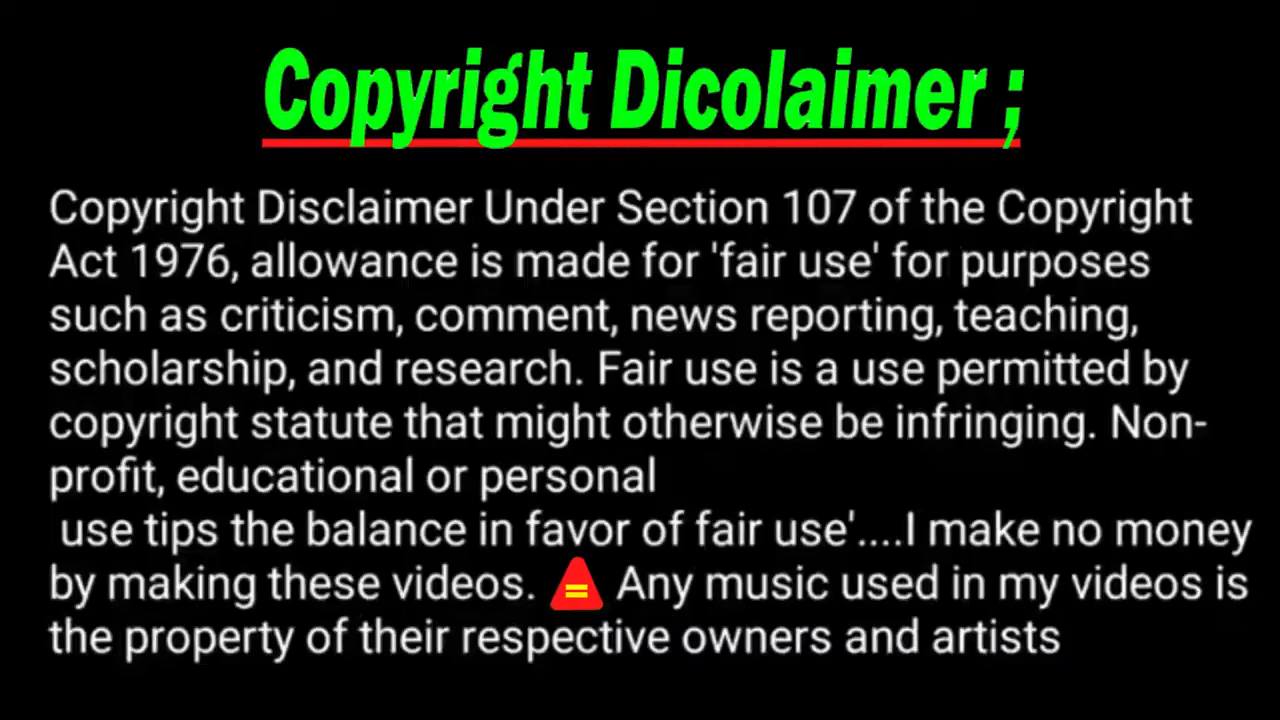 Copyright Dicolaimer ;
Copyright Disclaimer Under Section 107 of the Copyright
Act 1976, allowance is made for 'fair use' for purposes
such as criticism, comment, news reporting, teaching,
scholarship, and research. Fair use is a use permitted by
copyright statute that might otherwise be infringing. Non-
profit, educational or personal
use tips the balance in favor of fair use'....I make no money
by making these videos. Any music used in my videos is
the property of their respective owners and artists